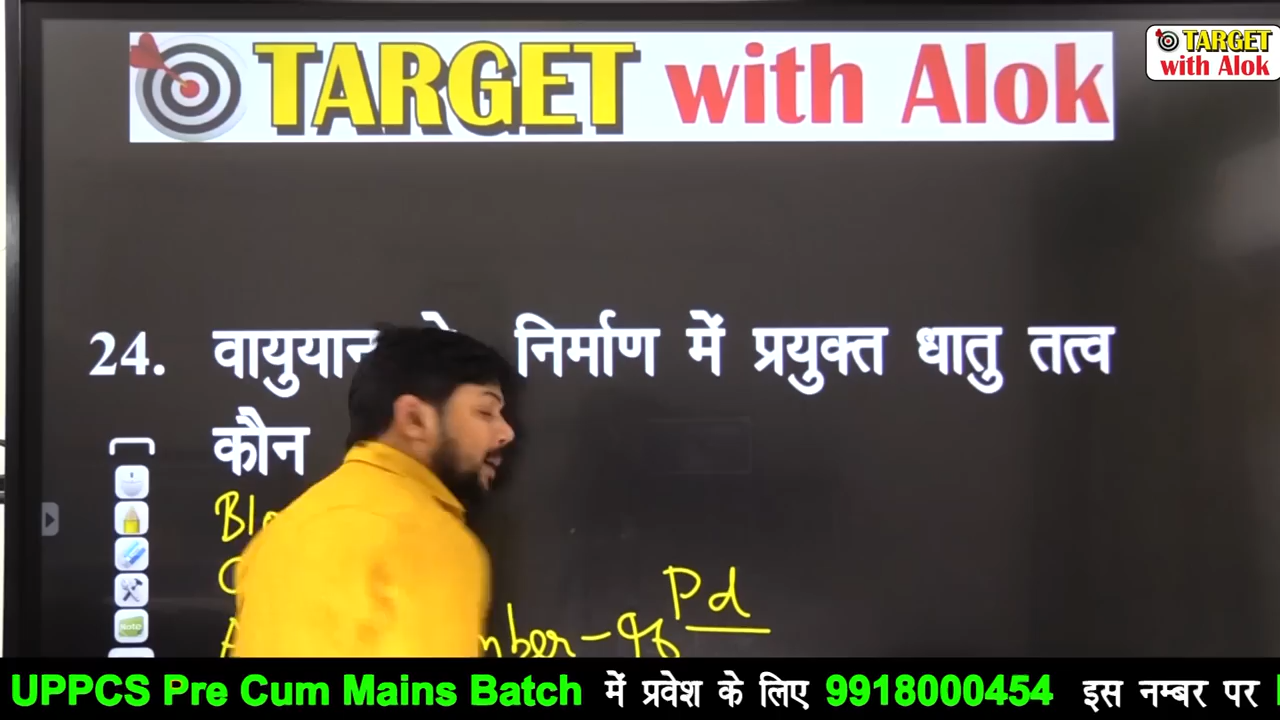 TARGET with Alok
TARGET
with Alok
24. निर्माण में प्रयुक्त धातु तत्व
कौन
Pd
UPPCS Pre Cum Mains Batch में प्रवेश के लिए 9918000454 इस नम्बर पर